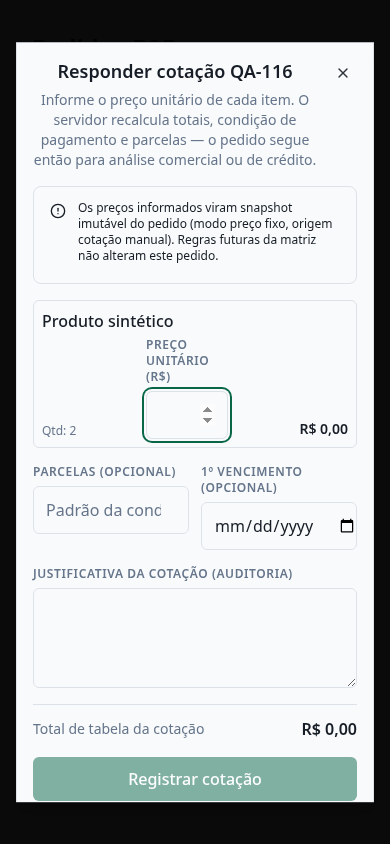 Responder cotação QA-116
Informe o preço unitário de cada item. O
servidor recalcula totais, condição de
pagamento e parcelas — o pedido segue
então para análise comercial ou de crédito.
Os preços informados viram snapshot
imutável do pedido (modo preço fixo, origem
cotação manual). Regras futuras da matriz
não alteram este pedido.
Produto sintético
PREÇO
UNITÁRIO
(R$)
Qtd: 2
R$ 0,00
PARCELAS (OPCIONAL)
Padrão da cond
1º VENCIMENTO
(OPCIONAL)
mm/dd/yyyy
JUSTIFICATIVA DA COTAÇÃO (AUDITORIA)
Total de tabela da cotação
R$ 0,00
Registrar cotação